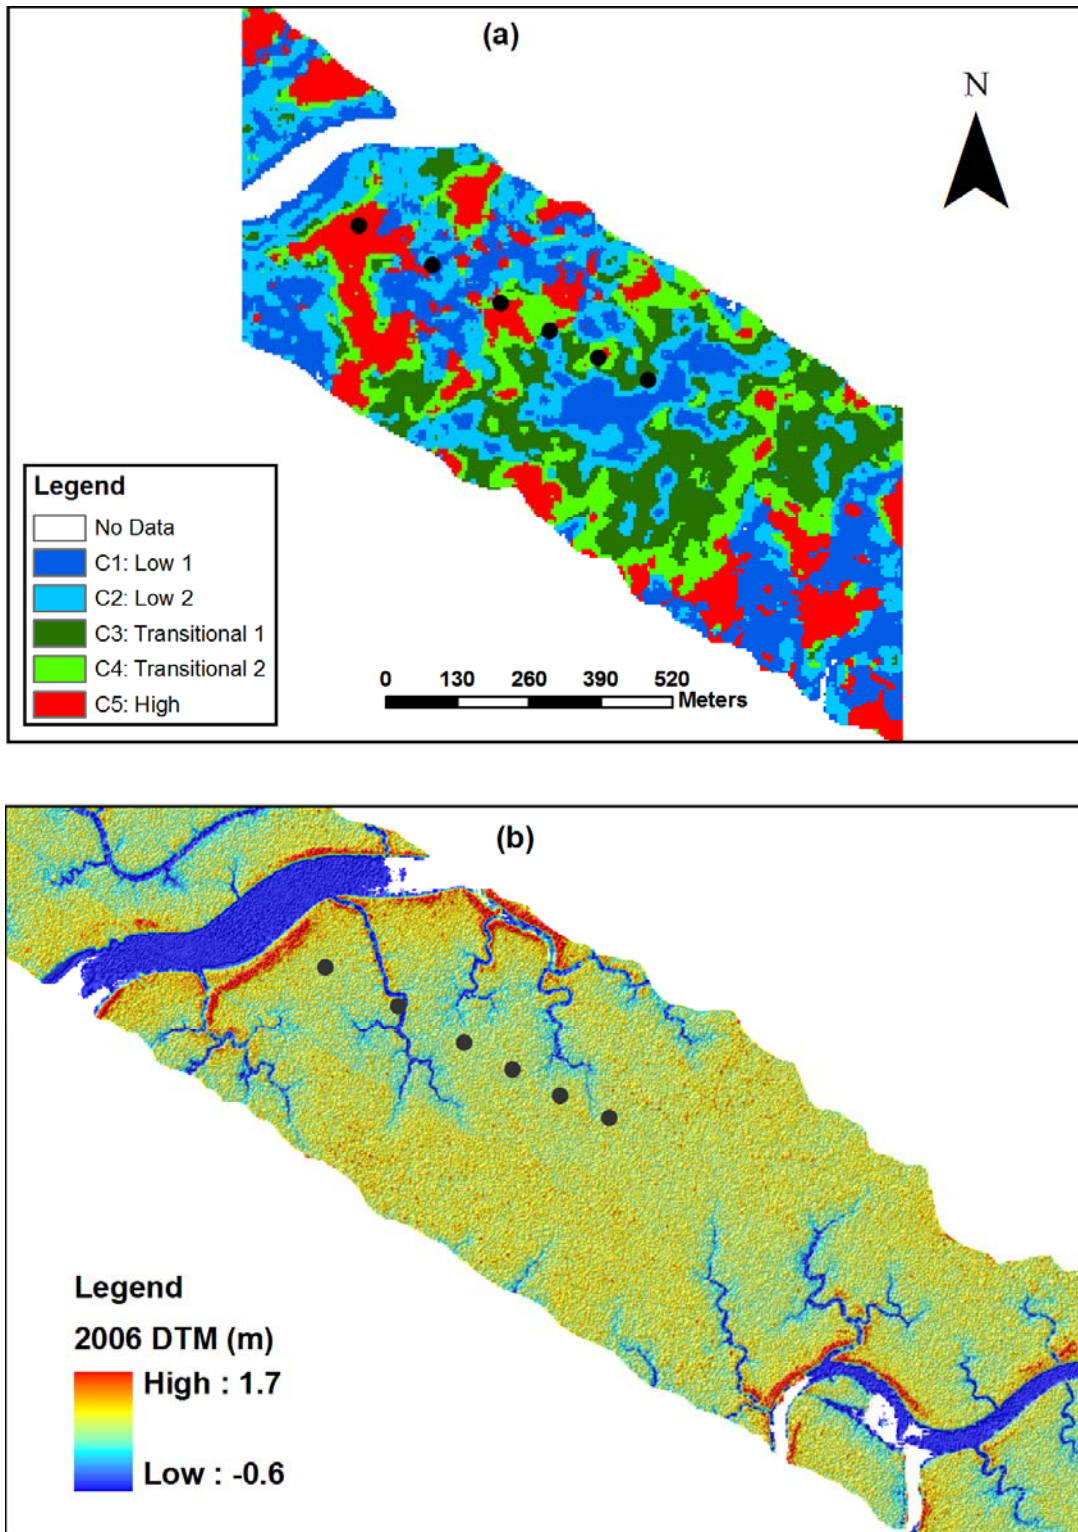 (a)
N
Legend
No Data
C1: Low 1
C2: Low 2
C3: Transitional 1
C4: Transitional 2
C5: High
0 130 260 390 520
Meters
(b)
Legend
2006 DTM (m)
High : 1.7
Low : -0.6